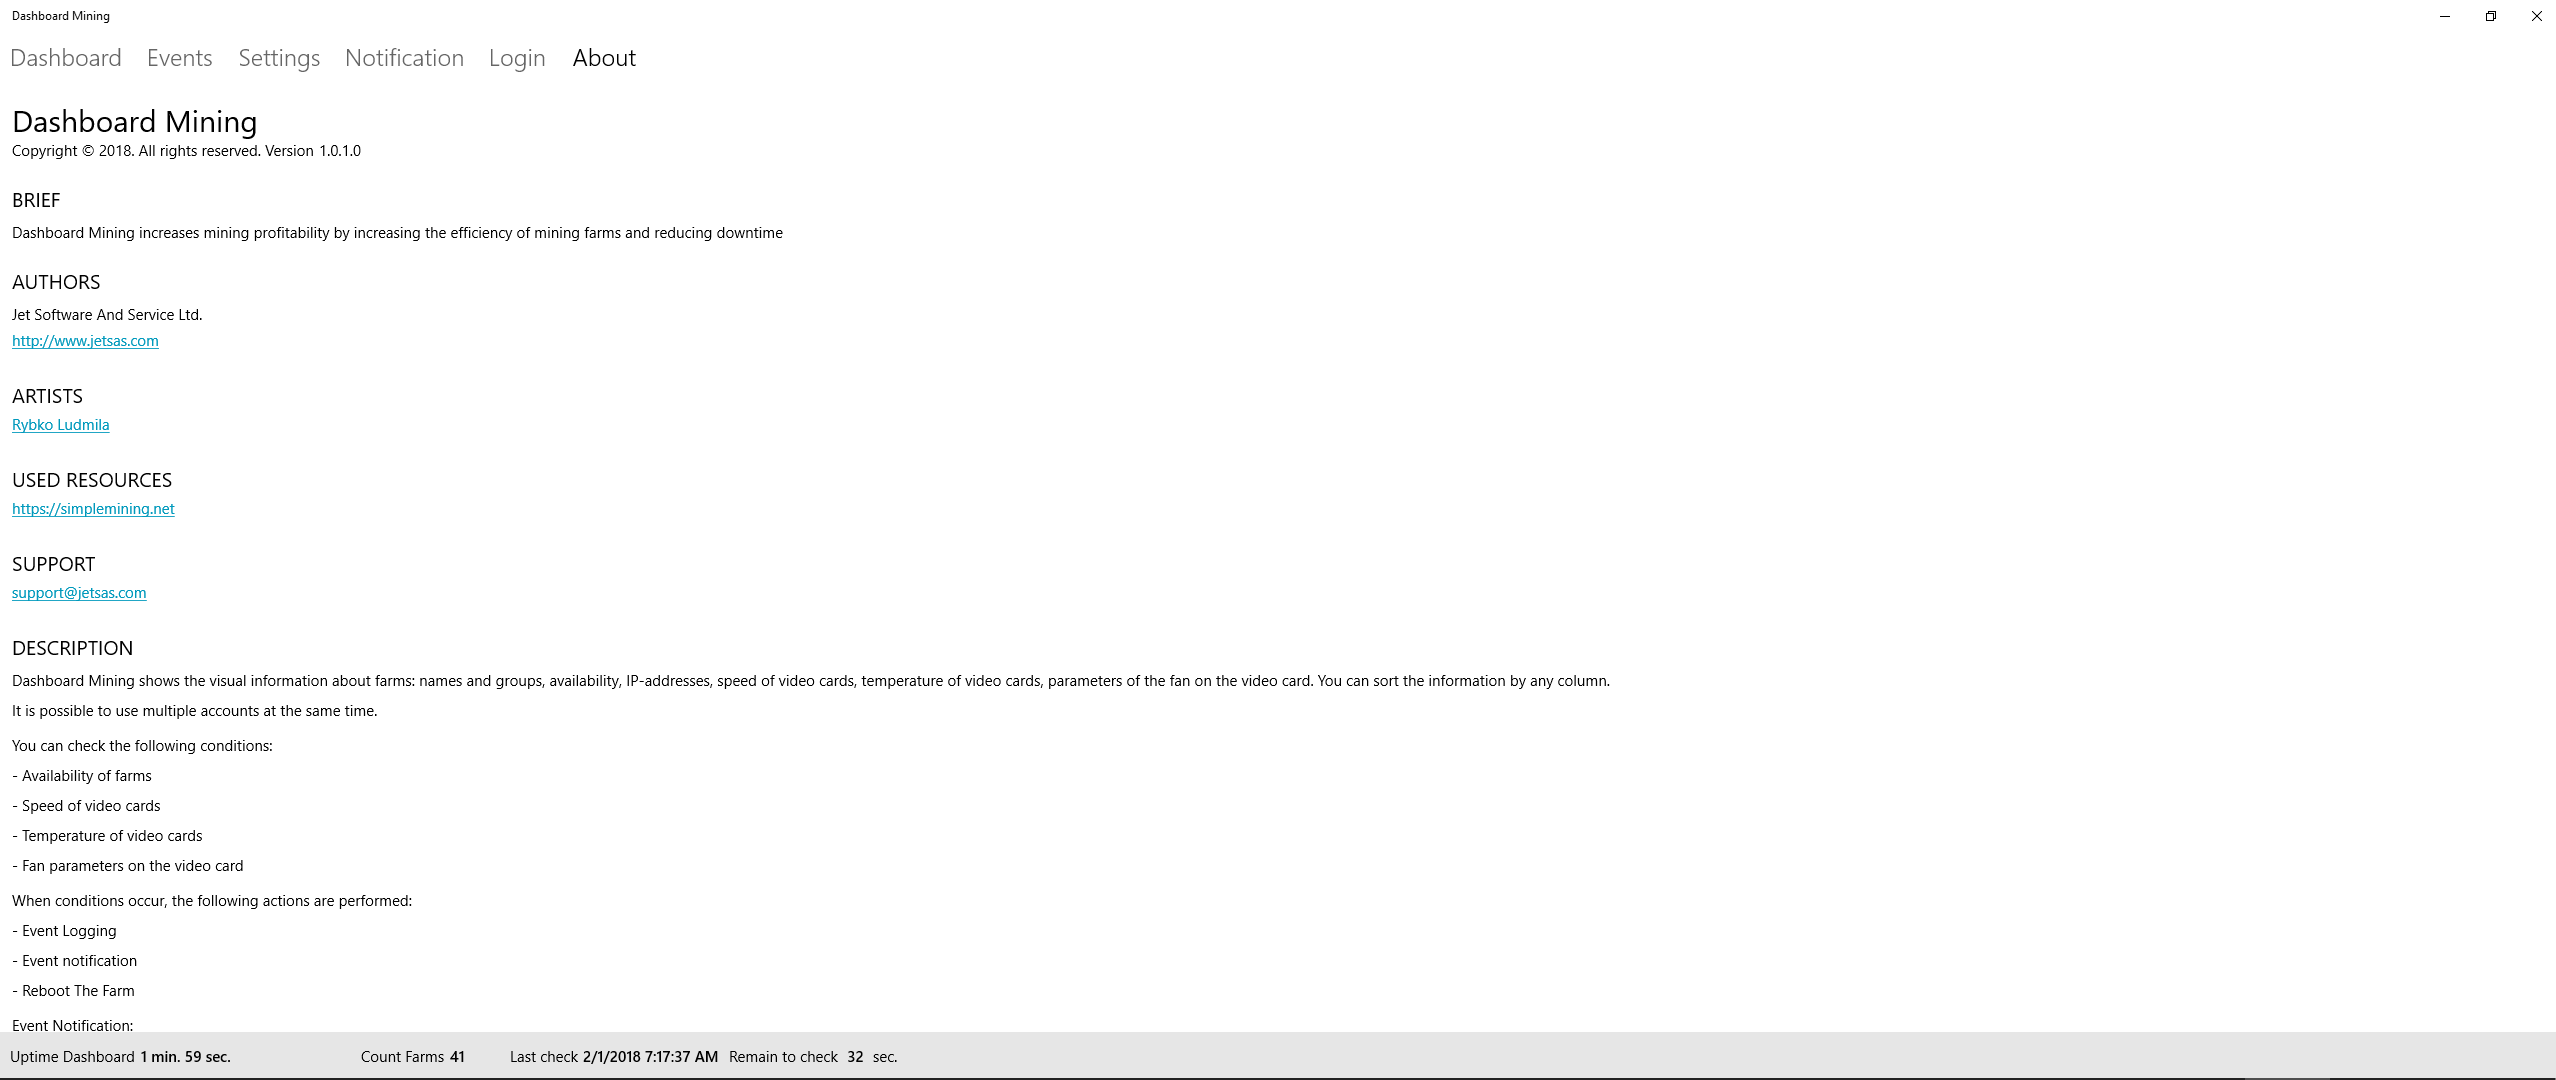 Dashboard Mining
Dashboard Events Settings Notification Login About
Dashboard Mining
Copyright © 2018. All rights reserved. Version 1.0.1.0
BRIEF
Dashboard Mining increases mining profitability by increasing the efficiency of mining farms and reducing downtime
AUTHORS
Jet Software And Service Ltd.
http://www.jetsas.com
ARTISTS
Rybko Ludmila
USED RESOURCES
https://simplemining.net
SUPPORT
support@jetsas.com
DESCRIPTION
Dashboard Mining shows the visual information about farms: names and groups, availability, IP-addresses, speed of video cards, temperature of video cards, parameters of the fan on the video card. You can sort the information by any column.
It is possible to use multiple accounts at the same time.
You can check the following conditions:
- Availability of farms
- Speed of video cards
- Temperature of video cards
- Fan parameters on the video card
When conditions occur, the following actions are performed:
- Event Logging
- Event notification
- Reboot The Farm
Event Notification:
Uptime Dashboard 1 min. 59 sec. Count Farms 41 Last check 2/1/2018 7:17:37 AM Remain to check 32 sec.